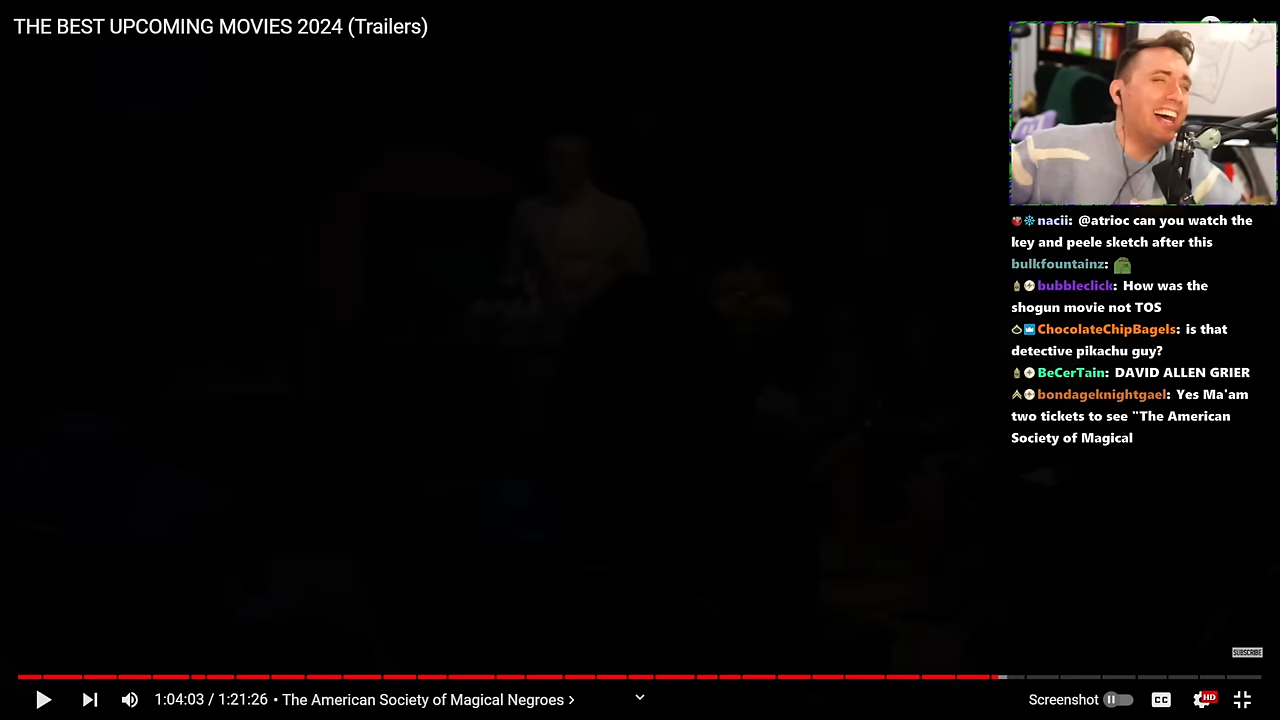 THE BEST UPCOMING MOVIES 2024 (Trailers)
nacii: @atrioc can you watch the
key and peele sketch after this
bulkfountainz:
bubbleclick: How was the
shogun movie not TOS
ChocolateChipBagels: is that
detective pikachu guy?
BeCerTain: DAVID ALLEN GRIER
bondageknightgael: Yes Ma'am
two tickets to see "The American
Society of Magical
SUBSCRIBE
1:04:03 / 1:21:26 • The American Society of Magical Negroes
Screenshot
CC
HD